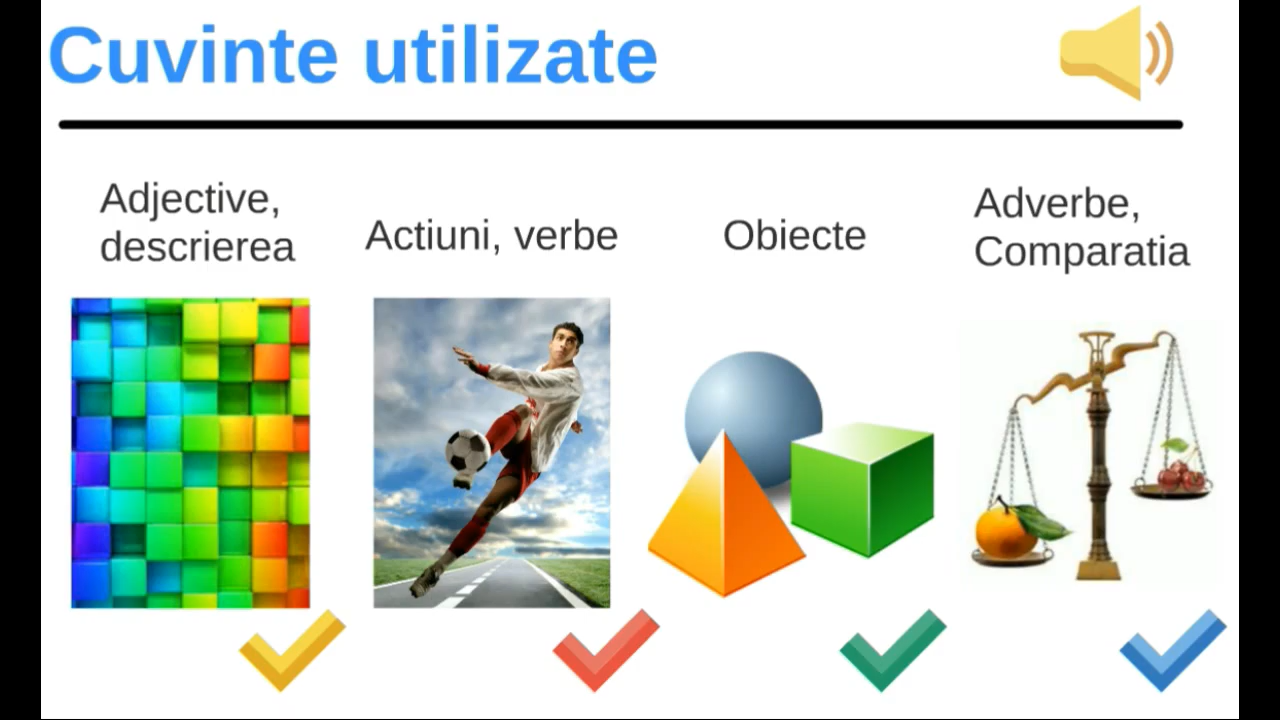 Cuvinte utilizate
Adjective,
descrierea
Actiuni, verbe
Obiecte
Adverbe,
Comparatia